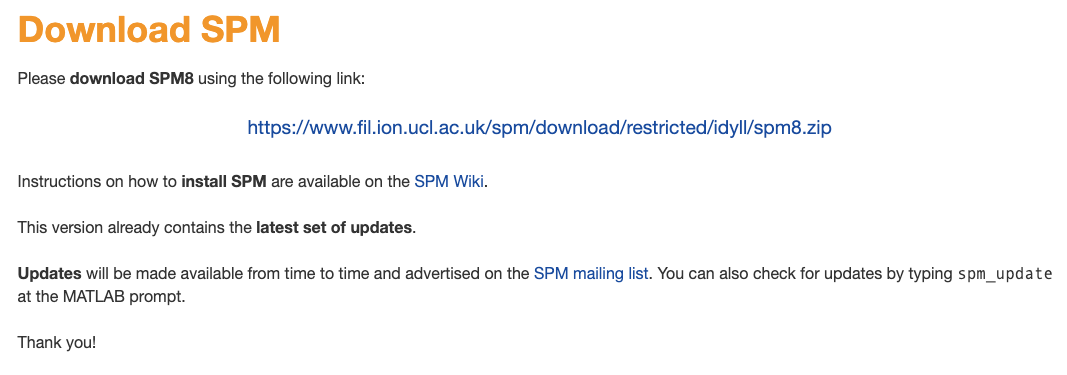 Download SPM
Please download SPM8 using the following link:
https://www.fil.ion.ucl.ac.uk/spm/download/restricted/idyll/spm8.zip
Instructions on how to install SPM are available on the SPM Wiki.
This version already contains the latest set of updates.
Updates will be made available from time to time and advertised on the SPM mailing list. You can also check for updates by typing spm_update
at the MATLAB prompt.
Thank you!